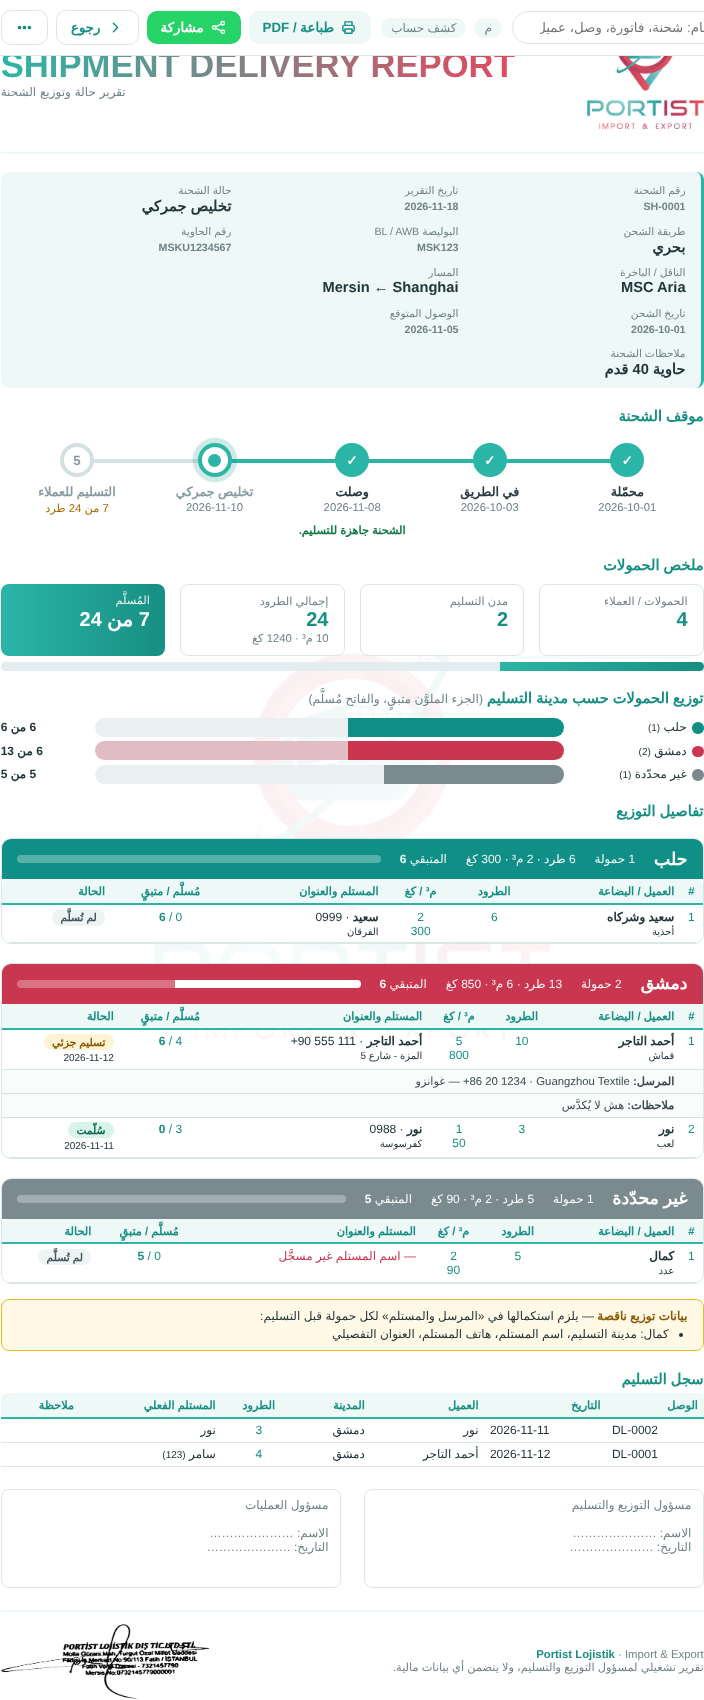 رجوع
مشاركة
طباعة / PDF
كشف حساب
م
ام: شحنة، فاتورة، وصل، عميل
SHIPMENT DELIVERY REPORT
تقرير حالة وتوزيع الشحنة
PORTIST
IMPORT & EXPORT
رقم الشحنة تاريخ التقرير حالة الشحنة
SH-0001 2026-11-18 تخليص جمركي
طريقة الشحن البوليصة BL / AWB رقم الحاوية
بحري MSK123 MSKU1234567
الناقل / الباخرة المسار
MSC Aria Mersin ← Shanghai
تاريخ الشحن الوصول المتوقع
2026-10-01 2026-11-05
ملاحظات الشحنة
حاوية 40 قدم
موقف الشحنة
✓ ✓ ✓ 5
محمّلة في الطريق وصلت تخليص جمركي التسليم للعملاء
2026-10-01 2026-10-03 2026-11-08 2026-11-10 7 من 24 طرد
الشحنة جاهزة للتسليم.
ملخص الحمولات
الحمولات / العملاء مدن التسليم إجمالي الطرود المُسلَّم
4 2 24 7 من 24
10 م³ · 1240 كغ
توزيع الحمولات حسب مدينة التسليم (الجزء الملوَّن متبقٍ، والفاتح مُسلَّم)
حلب (1) 6 من 6
دمشق (2) 6 من 13
غير محدّدة (1) 5 من 5
تفاصيل التوزيع
حلب 1 حمولة 6 طرد · 2 م³ · 300 كغ المتبقي 6
# العميل / البضاعة الطرود م³ / كغ المستلم والعنوان مُسلَّم / متبقٍ الحالة
1 سعيد وشركاه 6 2 سعيد · 0999 0 / 6 لم تُسلَّم
أحذية 300 الفرقان
دمشق 2 حمولة 13 طرد · 6 م³ · 850 كغ المتبقي 6
# العميل / البضاعة الطرود م³ / كغ المستلم والعنوان مُسلَّم / متبقٍ الحالة
1 أحمد التاجر 10 5 أحمد التاجر · +90 555 111 4 / 6 تسليم جزئي
قماش 800 المزة - شارع 5 2026-11-12
المرسل: Guangzhou Textile · +86 20 1234 — غوانزو
ملاحظات: هش لا يُكدَّس
2 نور 3 1 نور · 0988 3 / 0 سُلّمت
لعب 50 كفرسوسة 2026-11-11
غير محدّدة 1 حمولة 5 طرد · 2 م³ · 90 كغ المتبقي 5
# العميل / البضاعة الطرود م³ / كغ المستلم والعنوان مُسلَّم / متبقٍ الحالة
1 كمال 5 2 — اسم المستلم غير مسجَّل 0 / 5 لم تُسلَّم
عدد 90
بيانات توزيع ناقصة — يلزم استكمالها في «المرسل والمستلم» لكل حمولة قبل التسليم:
• كمال: مدينة التسليم، اسم المستلم، هاتف المستلم، العنوان التفصيلي
سجل التسليم
الوصل التاريخ العميل المدينة الطرود المستلم الفعلي ملاحظة
DL-0002 2026-11-11 نور دمشق 3 نور
DL-0001 2026-11-12 أحمد التاجر دمشق 4 سامر (123)
مسؤول التوزيع والتسليم مسؤول العمليات
الاسم: ………………… الاسم: …………………
التاريخ: ………………… التاريخ: …………………
Portist Lojistik · Import & Export
تقرير تشغيلي لمسؤول التوزيع والتسليم، ولا يتضمن أي بيانات مالية.
PORTİST LOJİSTİK DIŞ TİC.LTD.ŞTİ.